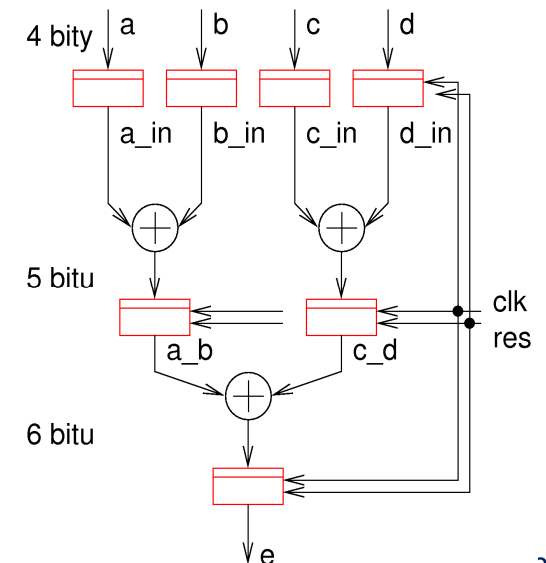 4 bity
a
b
c
d
a_in
b_in
c_in
d_in
5 bitu
clk
res
a_b
c_d
6 bitu
e